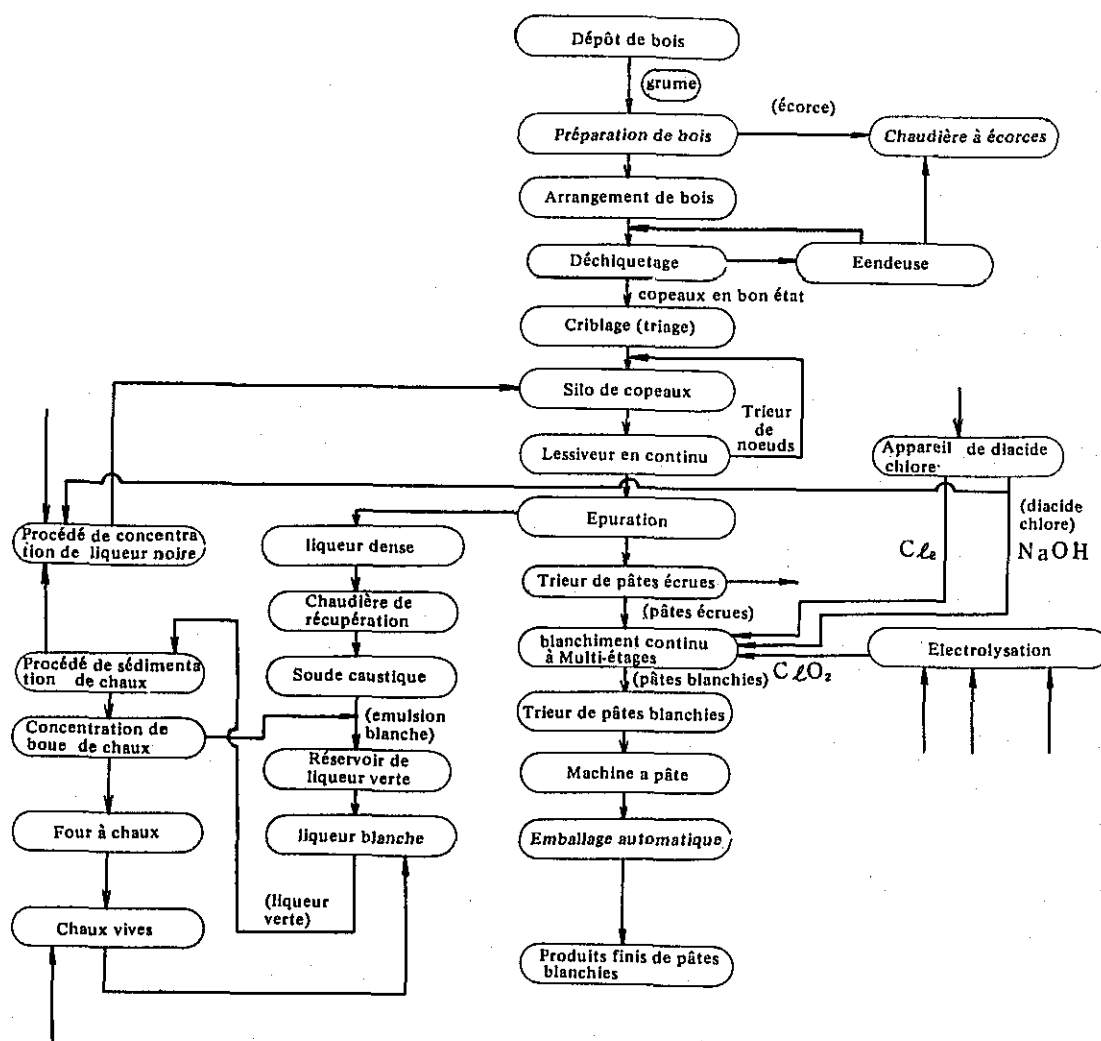 Dépôt de bois
grume
(écorce)
Préparation de bois
Chaudière à écorces
Arrangement de bois
Déchiquetage
Eendeuse
copeaux en bon état
Criblage (triage)
Silo de copeaux
Trieur
de
noeuds
Lessiveur en continu
Appareil de diacide
chlore
Epuration
(diacide
chlore)
Procédé de concentra
tion de liqueur noire
liqueur dense
Cl₂
NaOH
Trieur de pâtes écrues
Chaudière de
récupération
(pâtes écrues)
blanchiment continu
à Multi-étages
Electrolysation
Procédé de sédimenta
tion de chaux
Soude caustique
(pâtes blanchies)
ClO₂
(emulsion
blanche)
Trieur de pâtes blanchies
Concentration de
boue de chaux
Réservoir de
liqueur verte
Machine a pâte
Four à chaux
liqueur blanche
Emballage automatique
(liqueur
verte)
Chaux vives
Produits finis de pâtes
blanchies